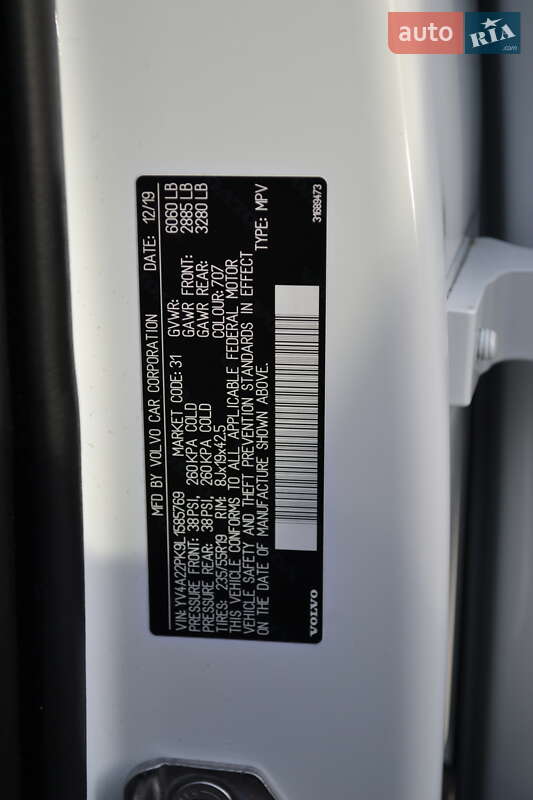 auto RIA
.com
MFD BY VOLVO CAR CORPORATION DATE: 12/19
VIN: YV4A22PK9L1585769 MARKET CODE: 31 GVWR: 6060 LB
PRESSURE FRONT: 38PSI, 260KPA COLD GAWR FRONT: 2885 LB
PRESSURE REAR: 38PSI, 260KPA COLD GAWR REAR: 3280 LB
TIRES: 235/55R19 RIM: 8Jx19x42,5 COLOUR: 707
THIS VEHICLE CONFORMS TO ALL APPLICABLE FEDERAL MOTOR
VEHICLE SAFETY AND THEFT PREVENTION STANDARDS IN EFFECT
ON THE DATE OF MANUFACTURE SHOWN ABOVE. TYPE: MPV
VOLVO 31689473